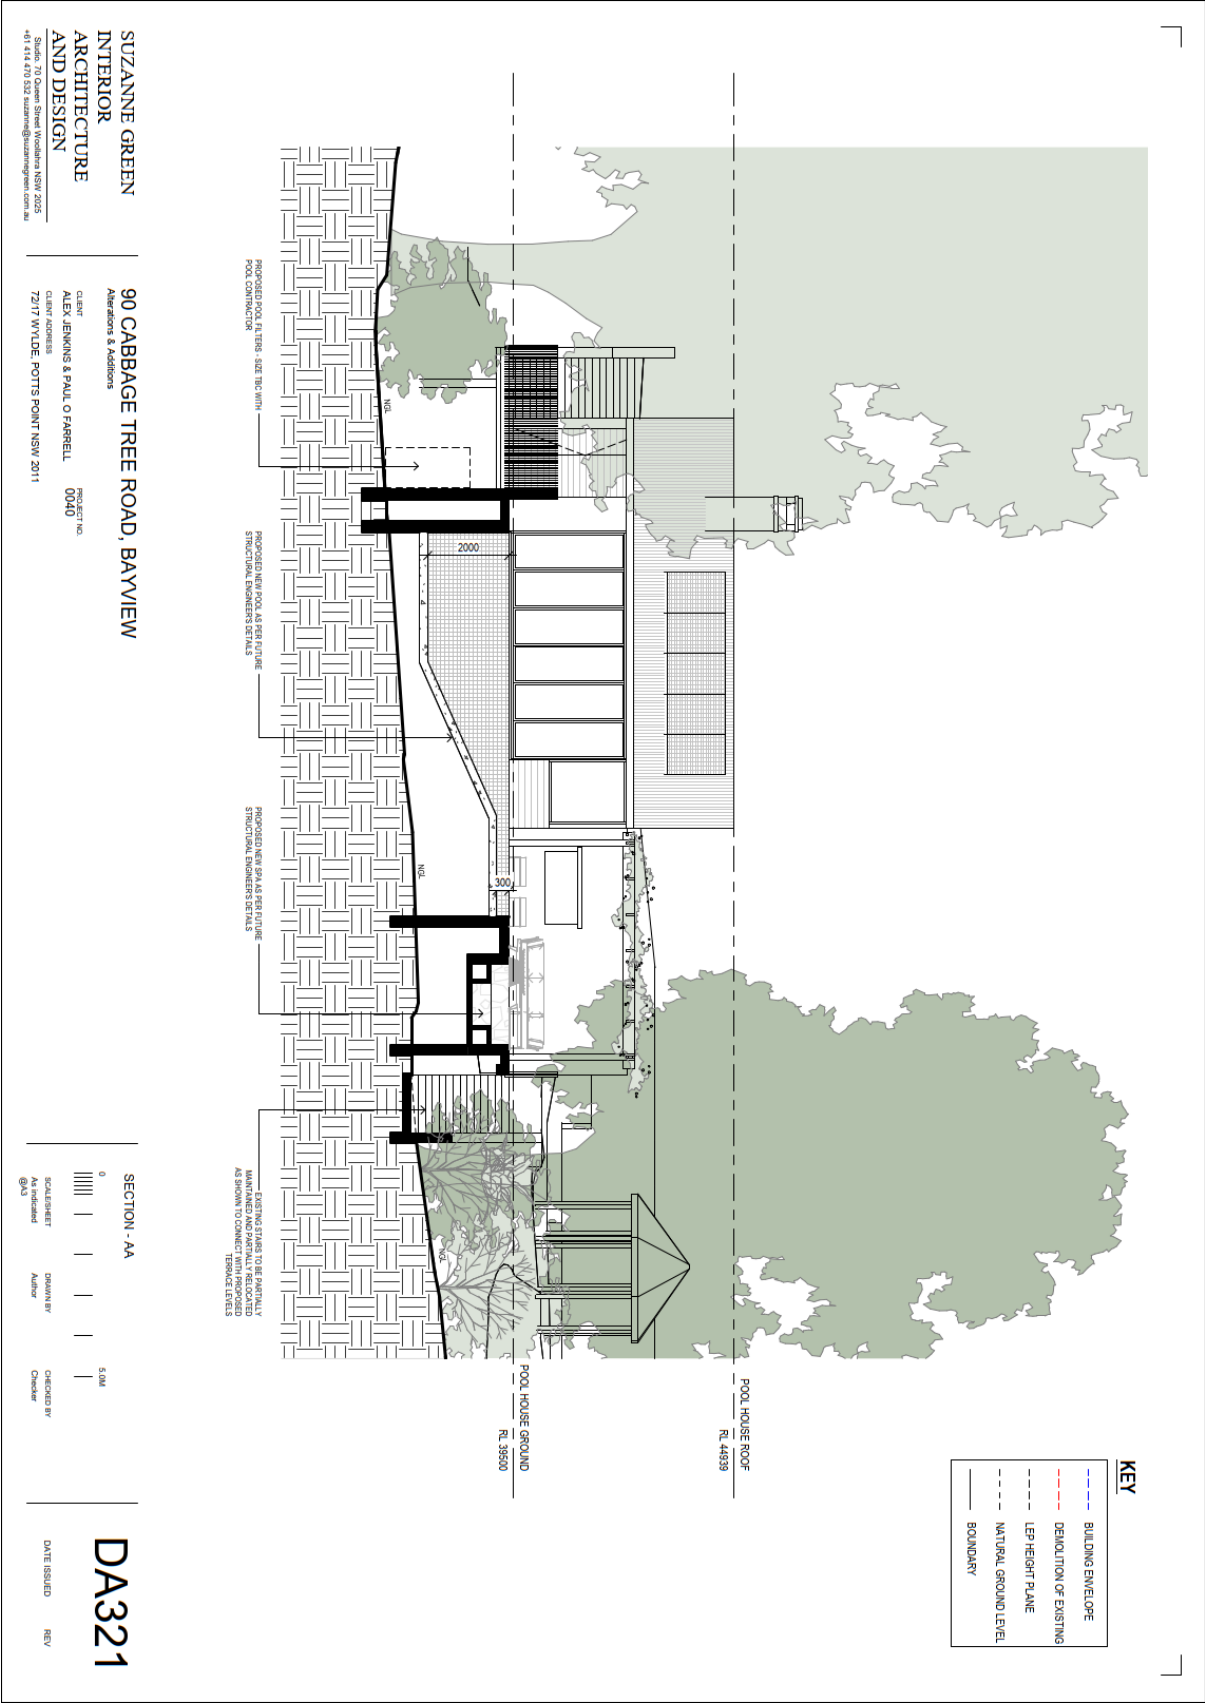 KEY
BUILDING ENVELOPE
DEMOLITION OF EXISTING
LEP HEIGHT PLANE
NATURAL GROUND LEVEL
BOUNDARY
POOL HOUSE ROOF
RL 44939
POOL HOUSE GROUND
RL 39500
2000
300
NGL
NGL
NGL
PROPOSED POOL FILTERS - SIZE TBC WITH
POOL CONTRACTOR
PROPOSED NEW POOL AS PER FUTURE
STRUCTURAL ENGINEER'S DETAILS
PROPOSED NEW SPA AS PER FUTURE
STRUCTURAL ENGINEER'S DETAILS
EXISTING STAIRS TO BE PARTIALLY
MAINTAINED AND PARTIALLY RELOCATED
AS SHOWN TO CONNECT WITH PROPOSED
TERRACE LEVELS
SUZANNE GREEN
INTERIOR
ARCHITECTURE
AND DESIGN
Studio. 70 Queen Street Woollahra NSW 2025
+61 414 470 532 suzanne@suzannegreen.com.au
90 CABBAGE TREE ROAD, BAYVIEW
Alterations & Additions
CLIENT
ALEX JENKINS & PAUL O FARRELL
PROJECT NO.
0040
CLIENT ADDRESS
72/17 WYLDE, POTTS POINT NSW 2011
SECTION - AA
0
5.0M
SCALE/SHEET
As indicated
@A3
DRAWN BY
Author
CHECKED BY
Checker
DA321
DATE ISSUED
REV